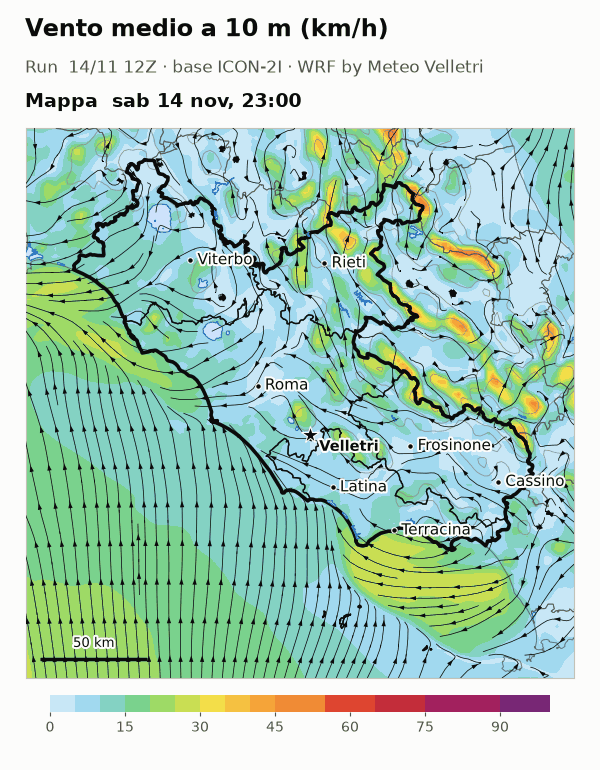 Vento medio a 10 m (km/h)
Run  14/11 12Z · base ICON-2I · WRF by Meteo Velletri
Mappa  sab 14 nov, 23:00
Viterbo
Rieti
Roma
Velletri
Frosinone
Cassino
Latina
Terracina
50 km
0 15 30 45 60 75 90